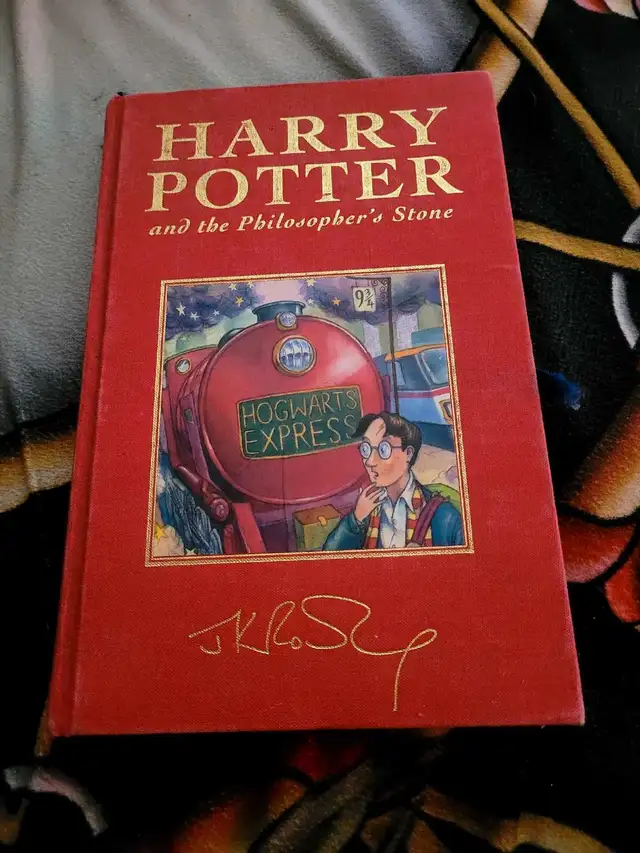 HARRY
POTTER
and the Philosopher's Stone
9¾
HOGWARTS
EXPRESS
JKRowling